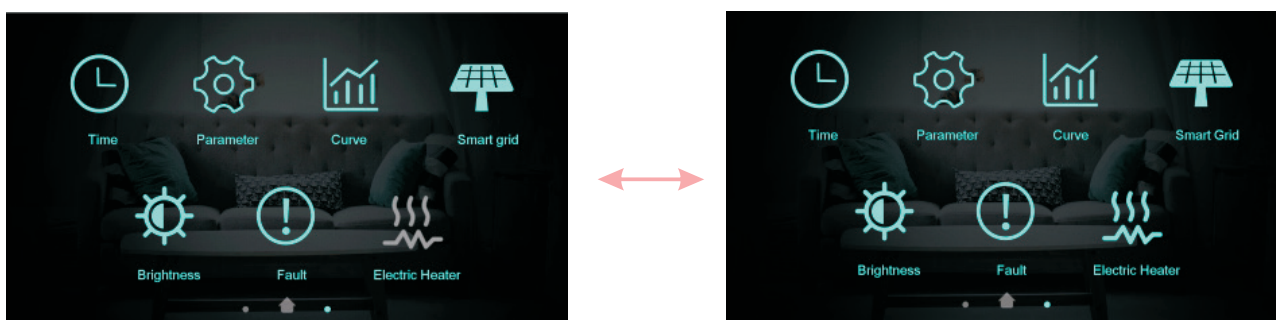 Time Parameter Curve Smart grid
Brightness Fault Electric Heater
Time Parameter Curve Smart Grid
Brightness Fault Electric Heater